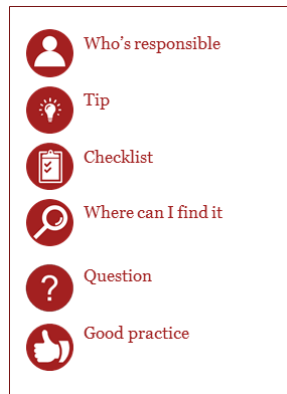 Who’s responsible
Tip
Checklist
Where can I find it
?
Question
Good practice